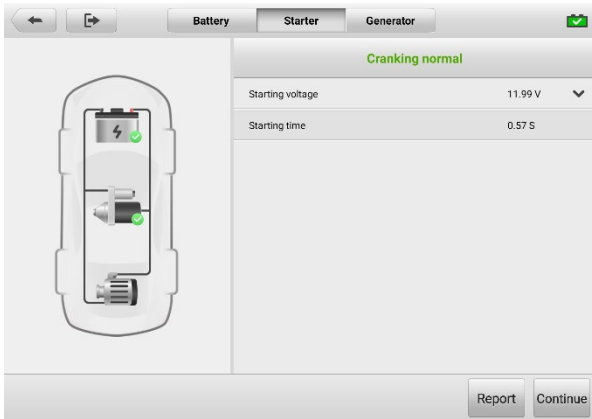 Battery Starter Generator
Cranking normal
Starting voltage 11.99 V
Starting time 0.57 S
Report Continue